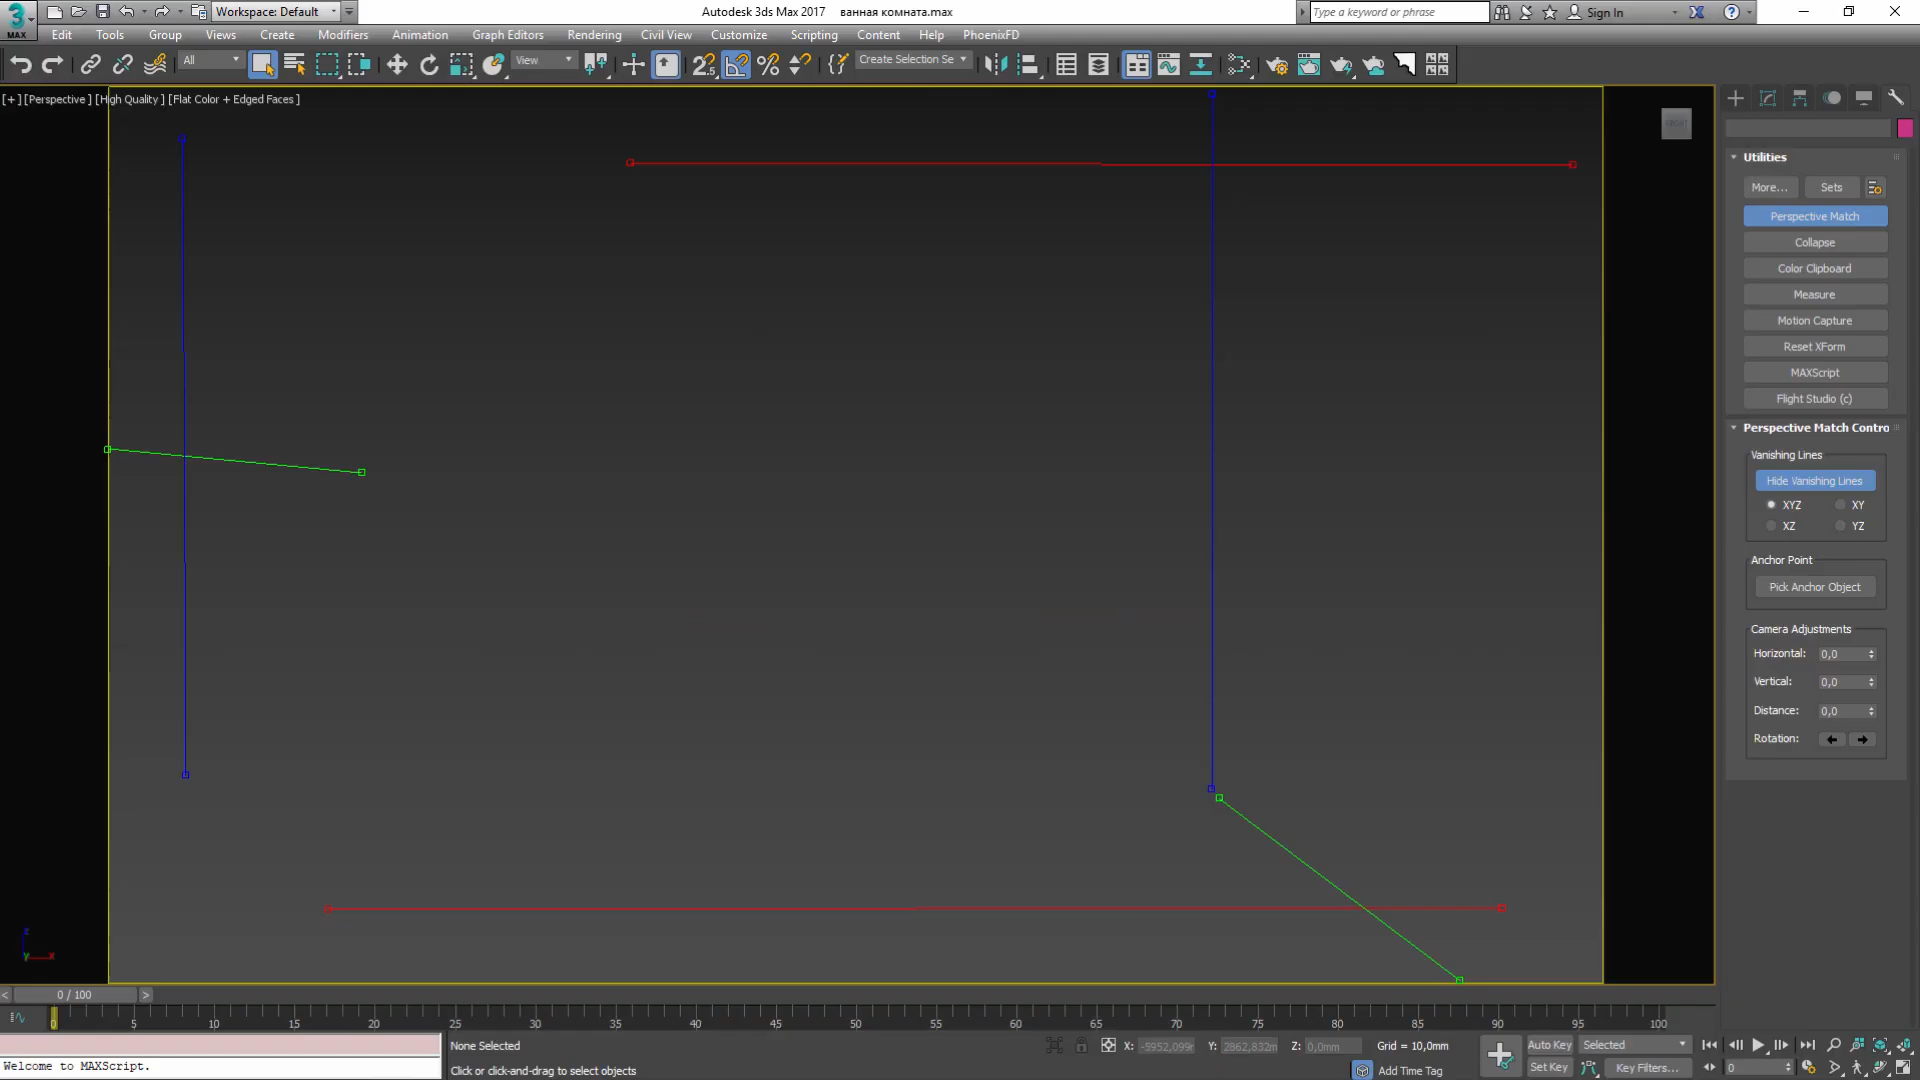 Workspace: Default
Autodesk 3ds Max 2017    ванная комната.max
Type a keyword or phrase
Sign In
MAX
Edit Tools Group Views Create Modifiers Animation Graph Editors Rendering Civil View Customize Scripting Content Help PhoenixFD
All
View
2.5
Create Selection Se
[+] [Perspective ] [High Quality ] [Flat Color + Edged Faces ]
FRONT
Utilities
More... Sets
Perspective Match
Collapse
Color Clipboard
Measure
Motion Capture
Reset XForm
MAXScript
Flight Studio (c)
Perspective Match Contro
Vanishing Lines
Hide Vanishing Lines
XYZ XY
XZ YZ
Anchor Point
Pick Anchor Object
Camera Adjustments
Horizontal: 0,0
Vertical: 0,0
Distance: 0,0
Rotation:
z
y x
< 0 / 100 >
0 5 10 15 20 25 30 35 40 45 50 55 60 65 70 75 80 85 90 95 100
None Selected
X: -5952,099r Y: 2862,832m Z: 0,0mm Grid = 10,0mm
Auto Key Selected
Welcome to MAXScript.
Click or click-and-drag to select objects
Add Time Tag
Set Key Key Filters... 0